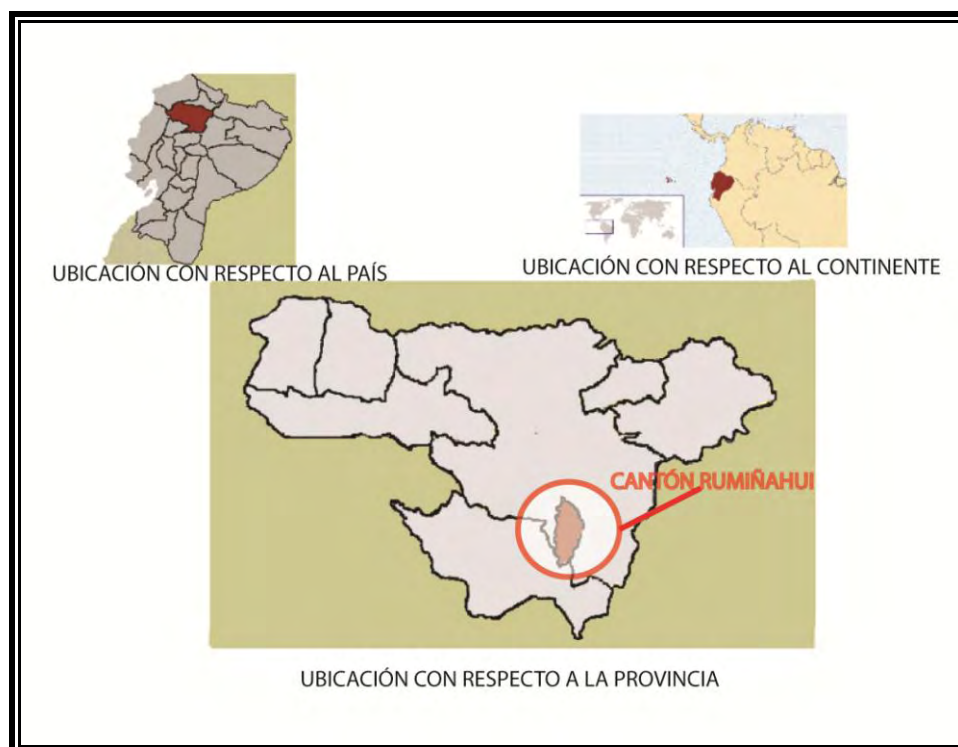 UBICACIÓN CON RESPECTO AL PAÍS
UBICACIÓN CON RESPECTO AL CONTINENTE
CANTÓN RUMIÑAHUI
UBICACIÓN CON RESPECTO A LA PROVINCIA